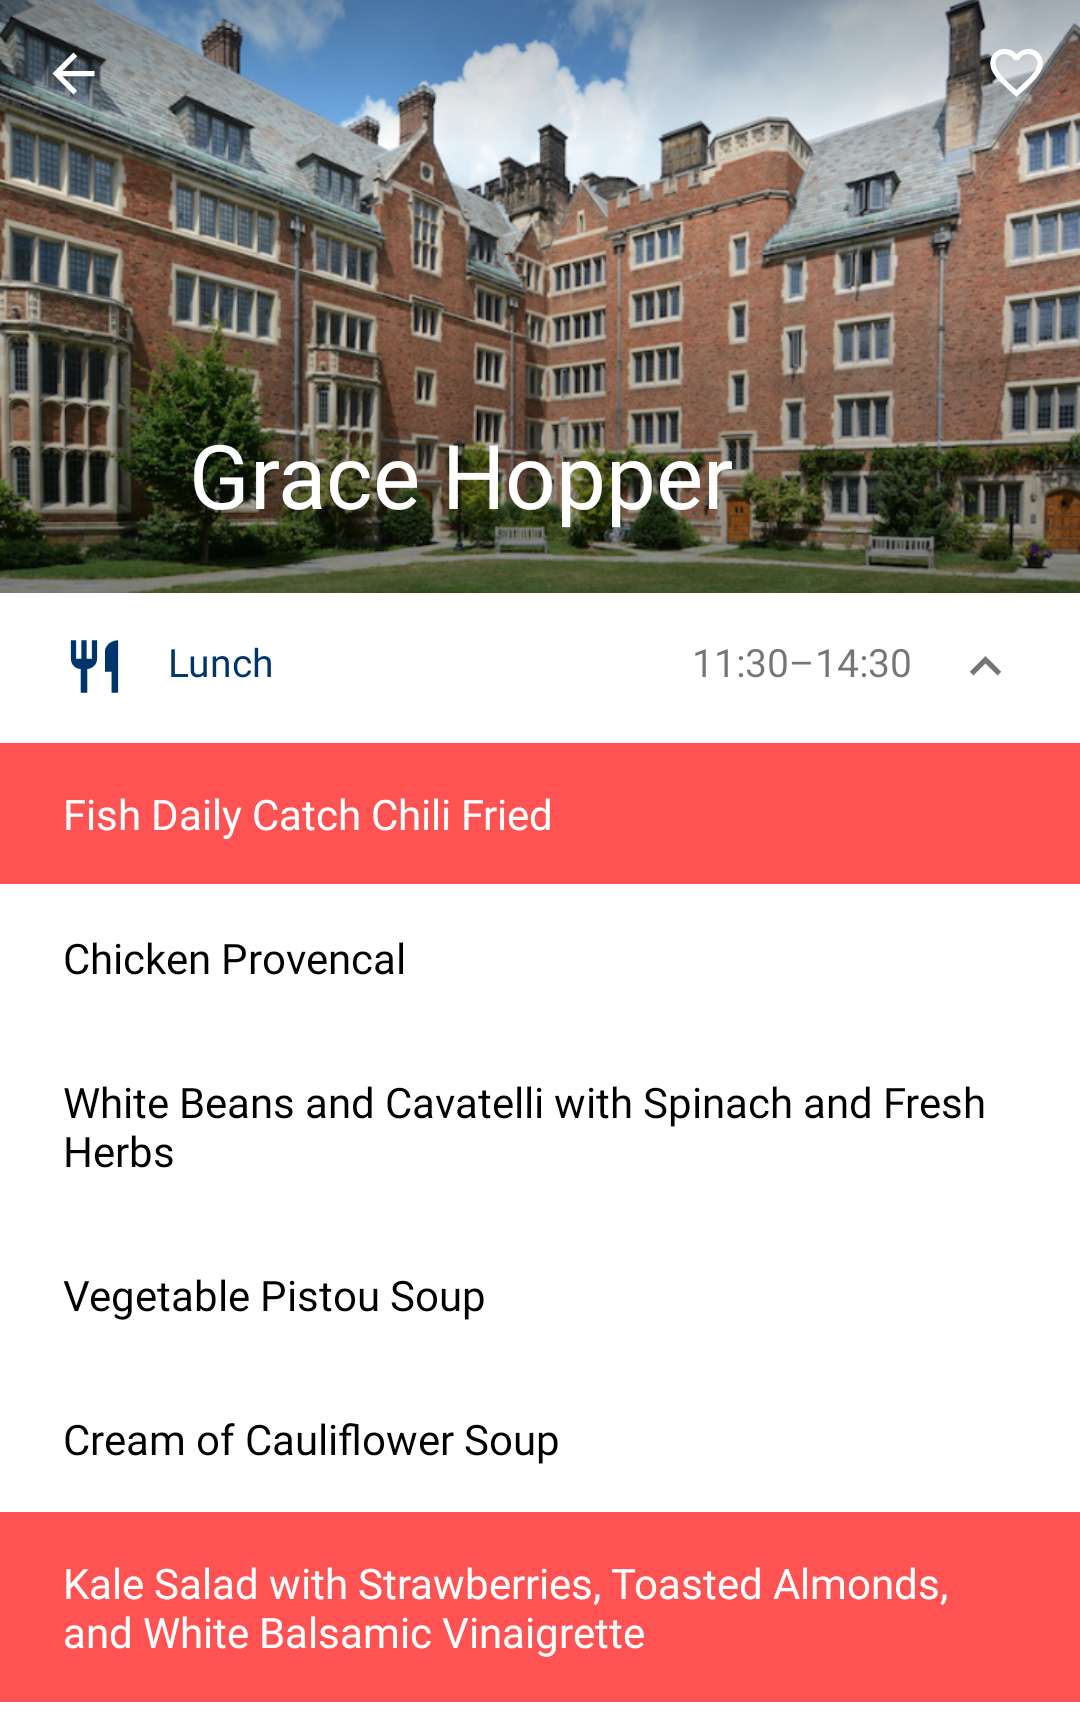 Grace Hopper
Lunch 11:30–14:30
Fish Daily Catch Chili Fried
Chicken Provencal
White Beans and Cavatelli with Spinach and Fresh
Herbs
Vegetable Pistou Soup
Cream of Cauliflower Soup
Kale Salad with Strawberries, Toasted Almonds,
and White Balsamic Vinaigrette